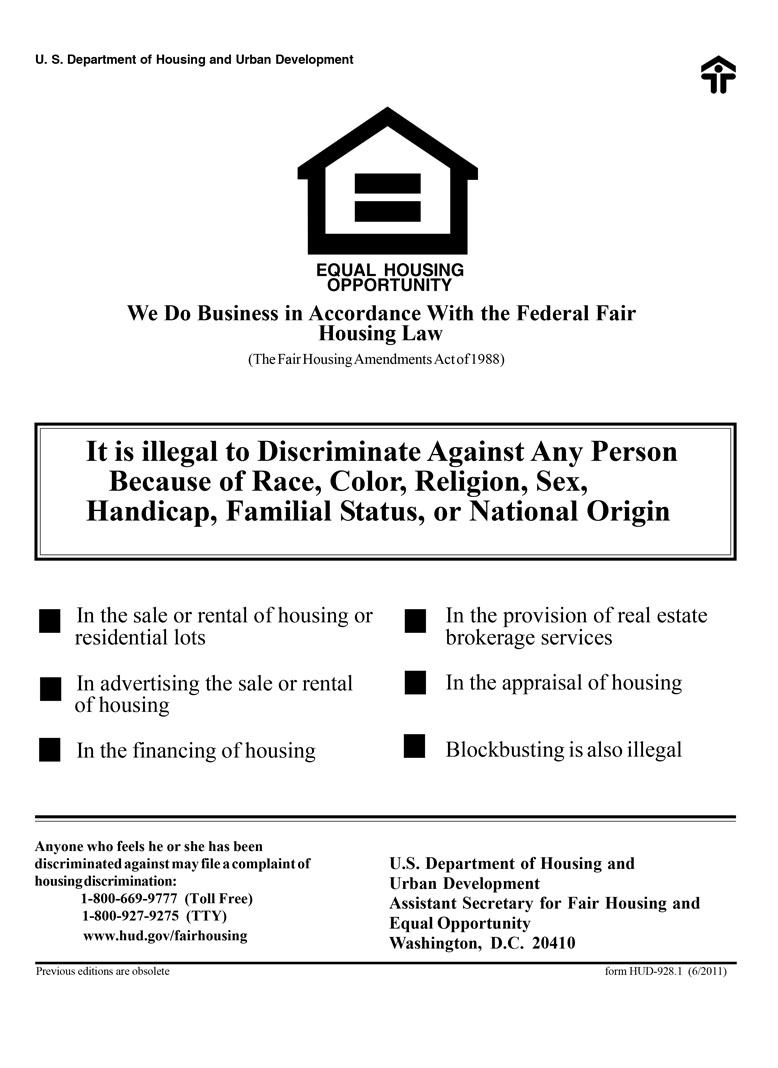 U. S. Department of Housing and Urban Development
EQUAL HOUSING
OPPORTUNITY
We Do Business in Accordance With the Federal Fair
Housing Law
(The Fair Housing Amendments Act of 1988)
It is illegal to Discriminate Against Any Person
Because of Race, Color, Religion, Sex,
Handicap, Familial Status, or National Origin
In the sale or rental of housing or
residential lots
In advertising the sale or rental
of housing
In the financing of housing
In the provision of real estate
brokerage services
In the appraisal of housing
Blockbusting is also illegal
Anyone who feels he or she has been
discriminated against may file a complaint of
housing discrimination:
1-800-669-9777 (Toll Free)
1-800-927-9275 (TTY)
www.hud.gov/fairhousing
U.S. Department of Housing and
Urban Development
Assistant Secretary for Fair Housing and
Equal Opportunity
Washington, D.C. 20410
Previous editions are obsolete
form HUD-928.1 (6/2011)